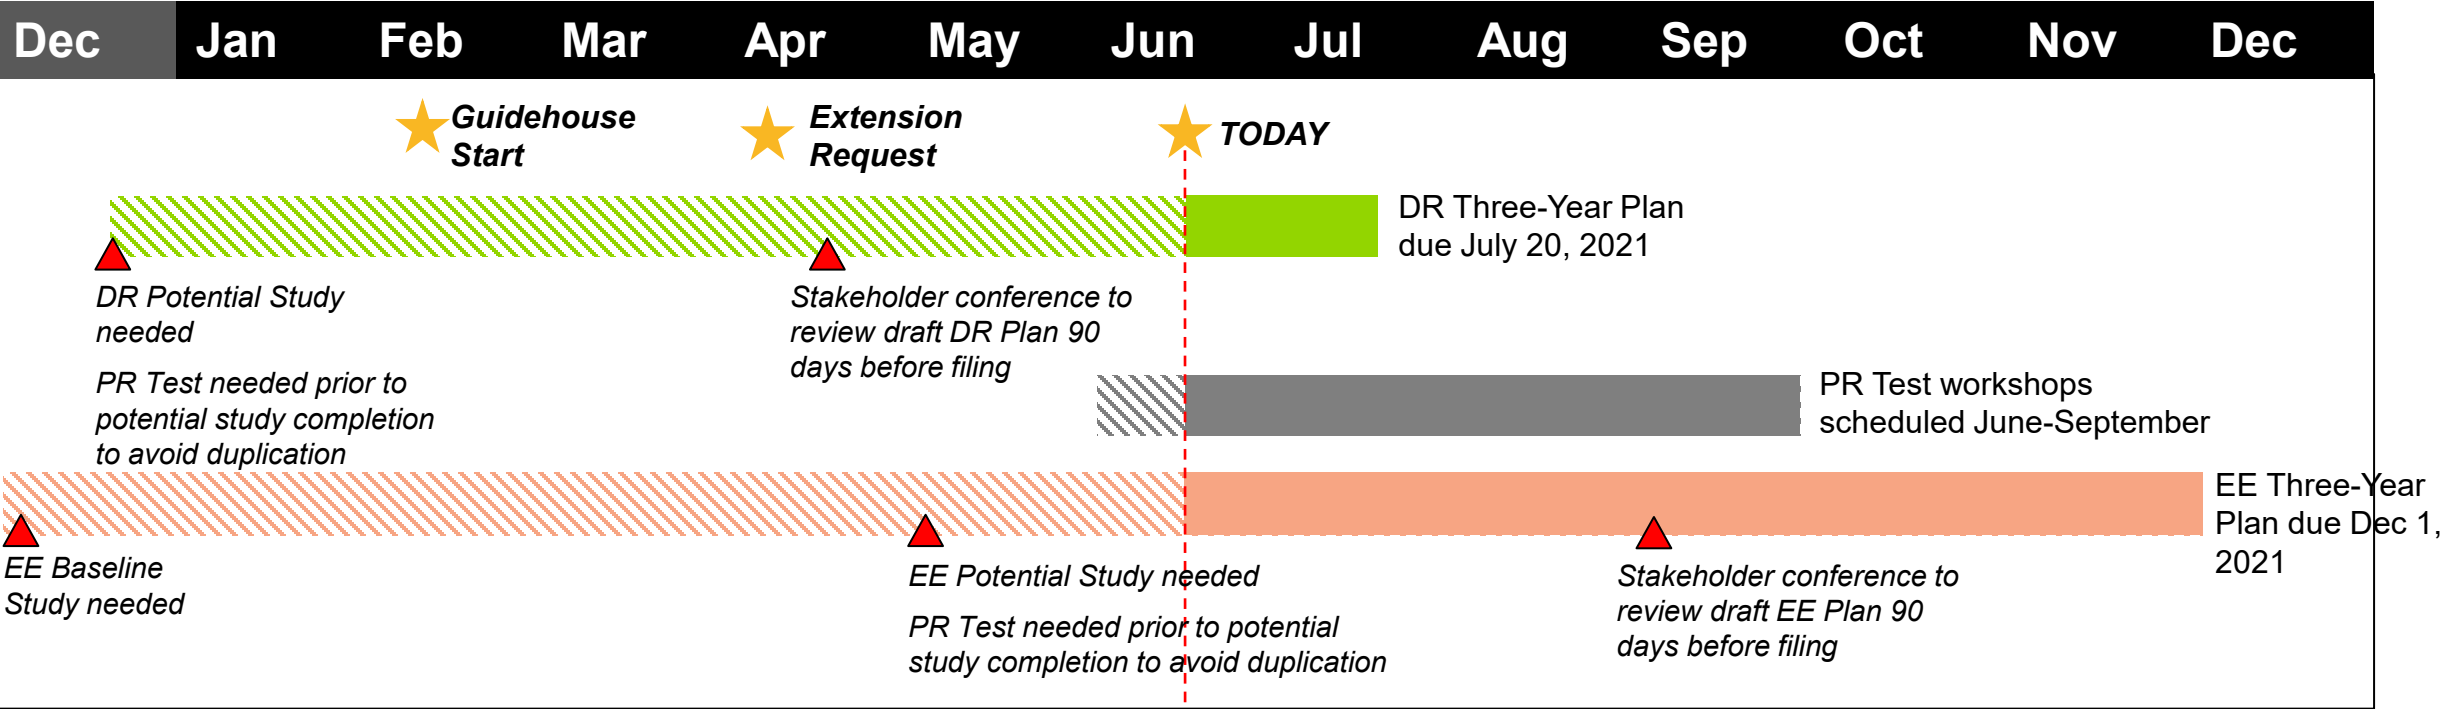 Dec Jan Feb Mar Apr May Jun Jul Aug Sep Oct Nov Dec
Guidehouse
Start
Extension
Request
TODAY
DR Three-Year Plan
due July 20, 2021
DR Potential Study
needed
PR Test needed prior to
potential study completion
to avoid duplication
Stakeholder conference to
review draft DR Plan 90
days before filing
PR Test workshops
scheduled June-September
EE Three-Year
Plan due Dec 1,
2021
EE Baseline
Study needed
EE Potential Study needed
PR Test needed prior to potential
study completion to avoid duplication
Stakeholder conference to
review draft EE Plan 90
days before filing